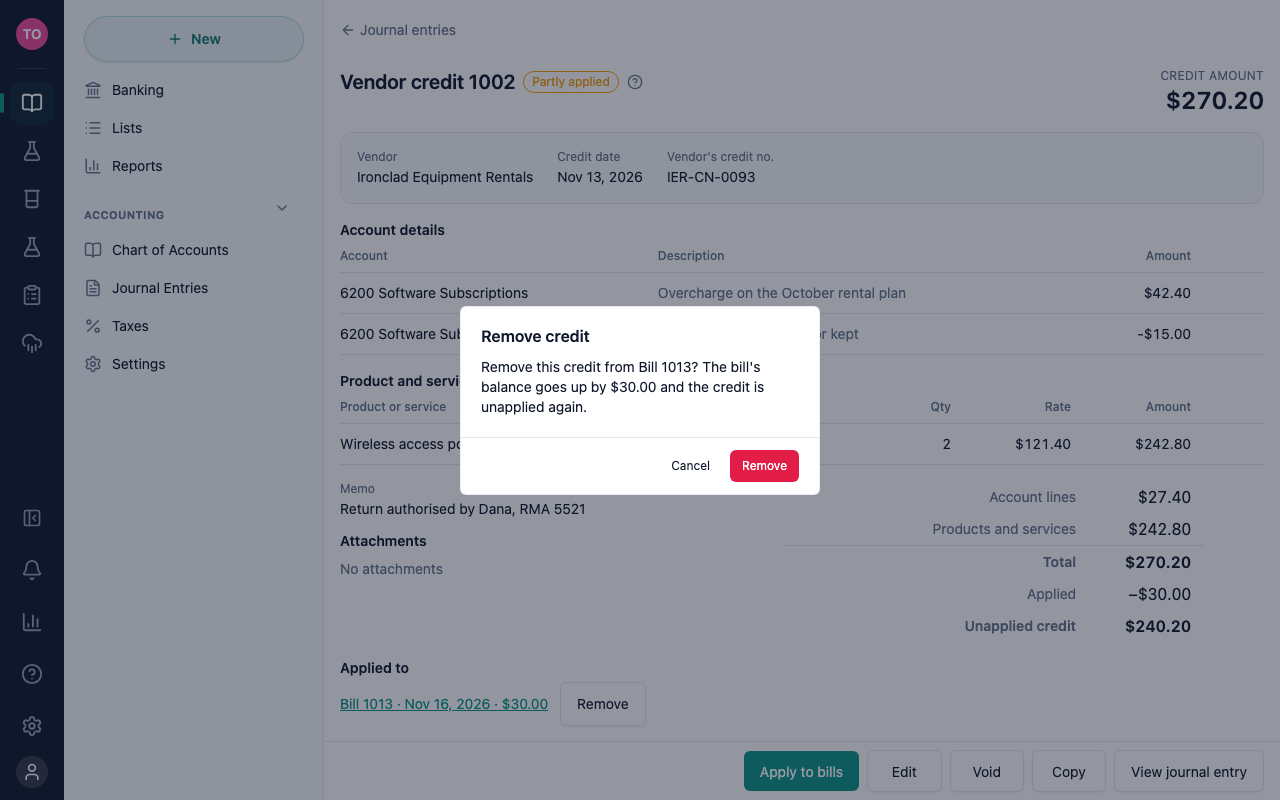 TO
New
Banking
Lists
Reports
ACCOUNTING
Chart of Accounts
Journal Entries
Taxes
Settings
Journal entries
Vendor credit 1002
Partly applied
CREDIT AMOUNT
$270.20
Vendor
Ironclad Equipment Rentals
Credit date
Nov 13, 2026
Vendor's credit no.
IER-CN-0093
Account details
Account Description Amount
6200 Software Subscriptions Overcharge on the October rental plan $42.40
6200 Software kept -$15.00
Product and
Product or service Qty Rate Amount
Wireless access 2 $121.40 $242.80
Remove credit
Remove this credit from Bill 1013? The bill's
balance goes up by $30.00 and the credit is
unapplied again.
Cancel
Remove
Memo
Return authorised by Dana, RMA 5521
Attachments
No attachments
Account lines $27.40
Products and services $242.80
Total $270.20
Applied –$30.00
Unapplied credit $240.20
Applied to
Bill 1013 · Nov 16, 2026 · $30.00
Remove
Apply to bills
Edit
Void
Copy
View journal entry